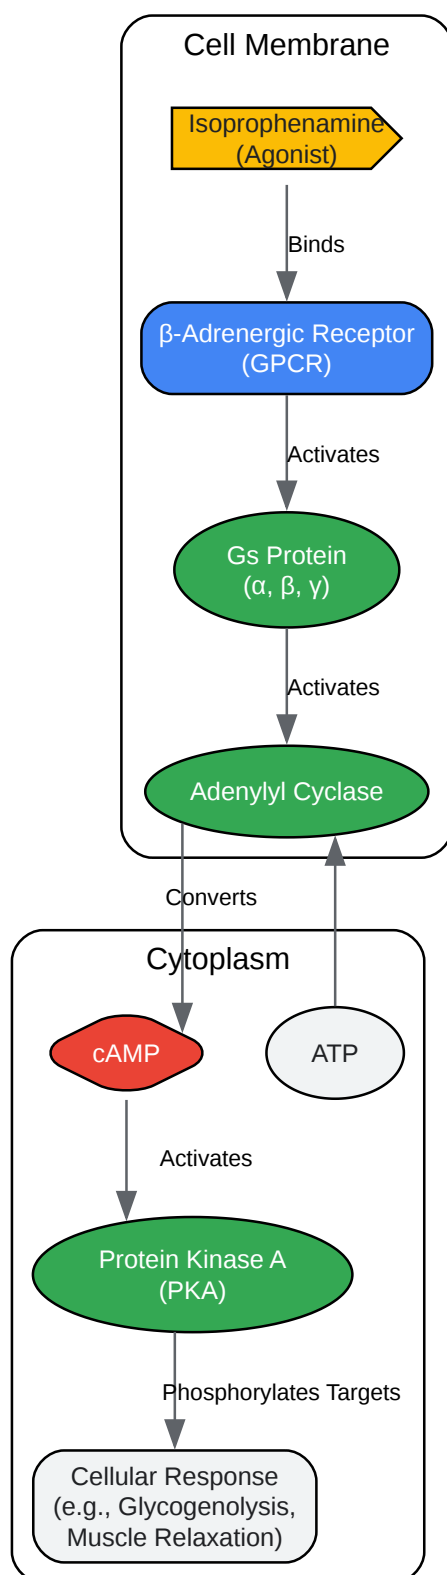 Cell Membrane
Isoprophenamine
(Agonist)
Binds
β-Adrenergic Receptor
(GPCR)
Activates
Gs Protein
(α, β, γ)
Activates
Adenylyl Cyclase
Converts
Cytoplasm
cAMP
ATP
Activates
Protein Kinase A
(PKA)
Phosphorylates Targets
Cellular Response
(e.g., Glycogenolysis,
Muscle Relaxation)